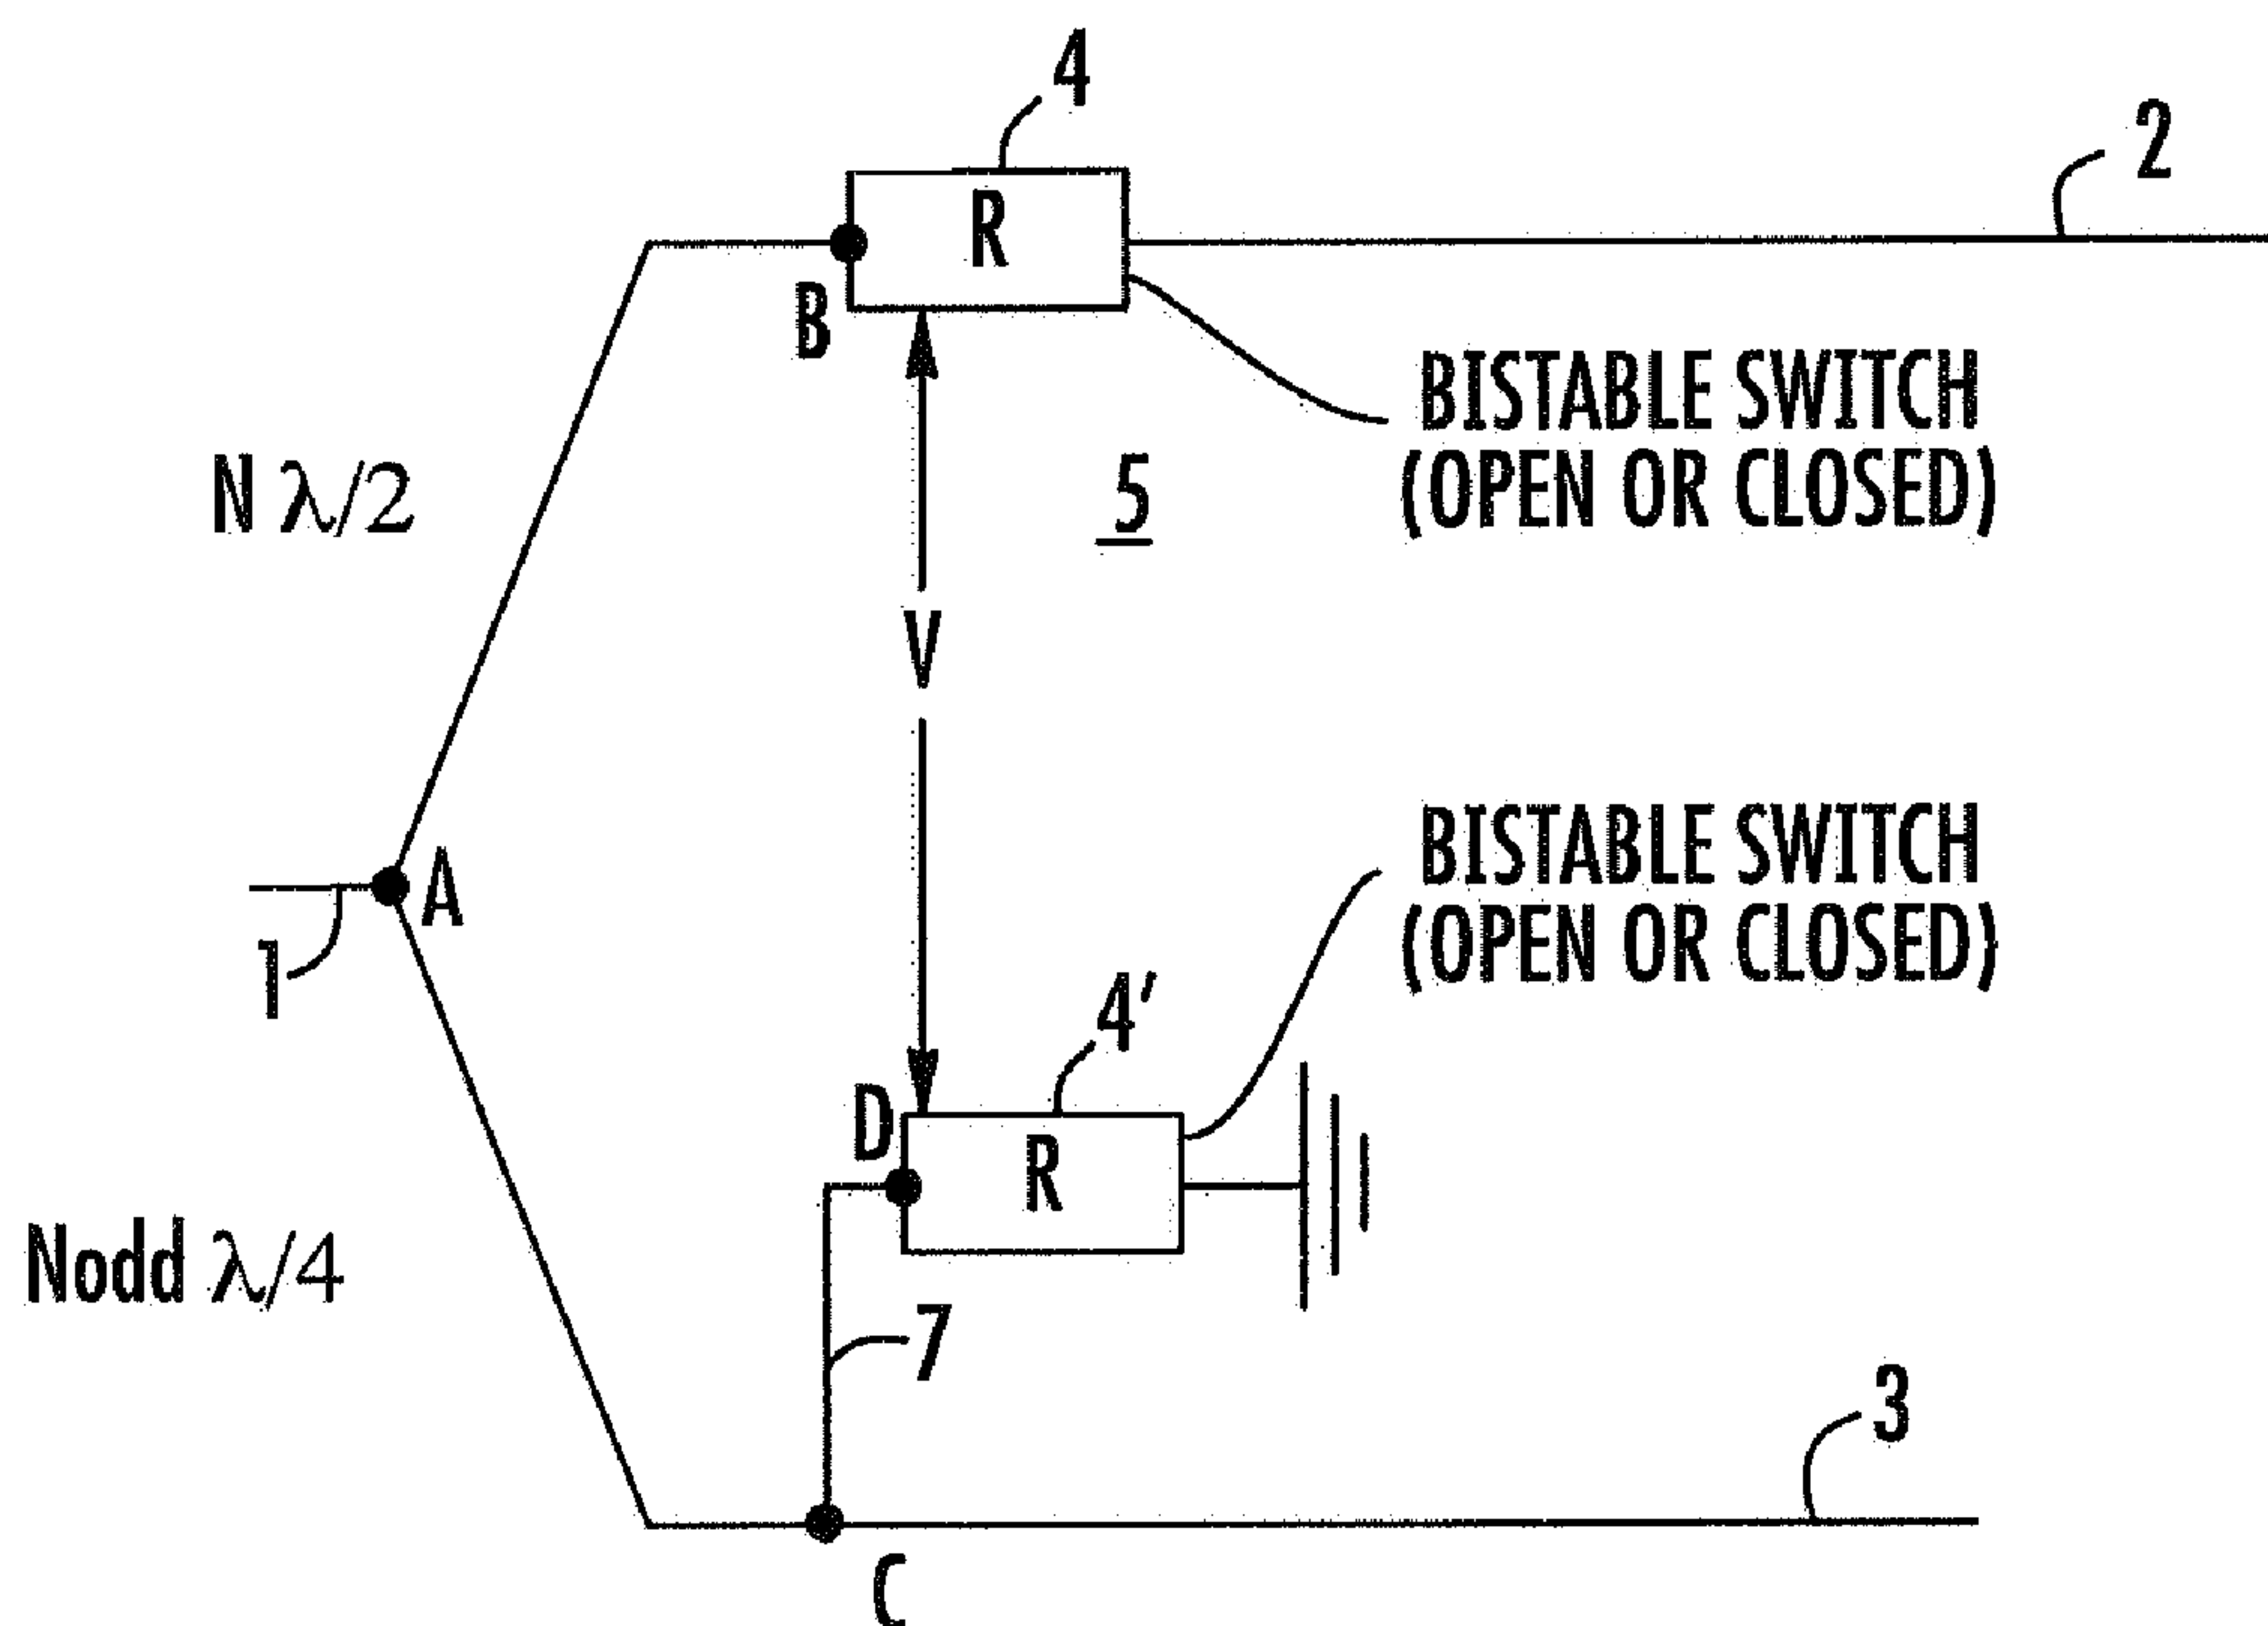 4
2
R
B
BISTABLE SWITCH
(OPEN OR CLOSED)
N λ/2
5
V
A
1
BISTABLE SWITCH
(OPEN OR CLOSED)
4'
D
R
Nodd λ/4
7
3
C